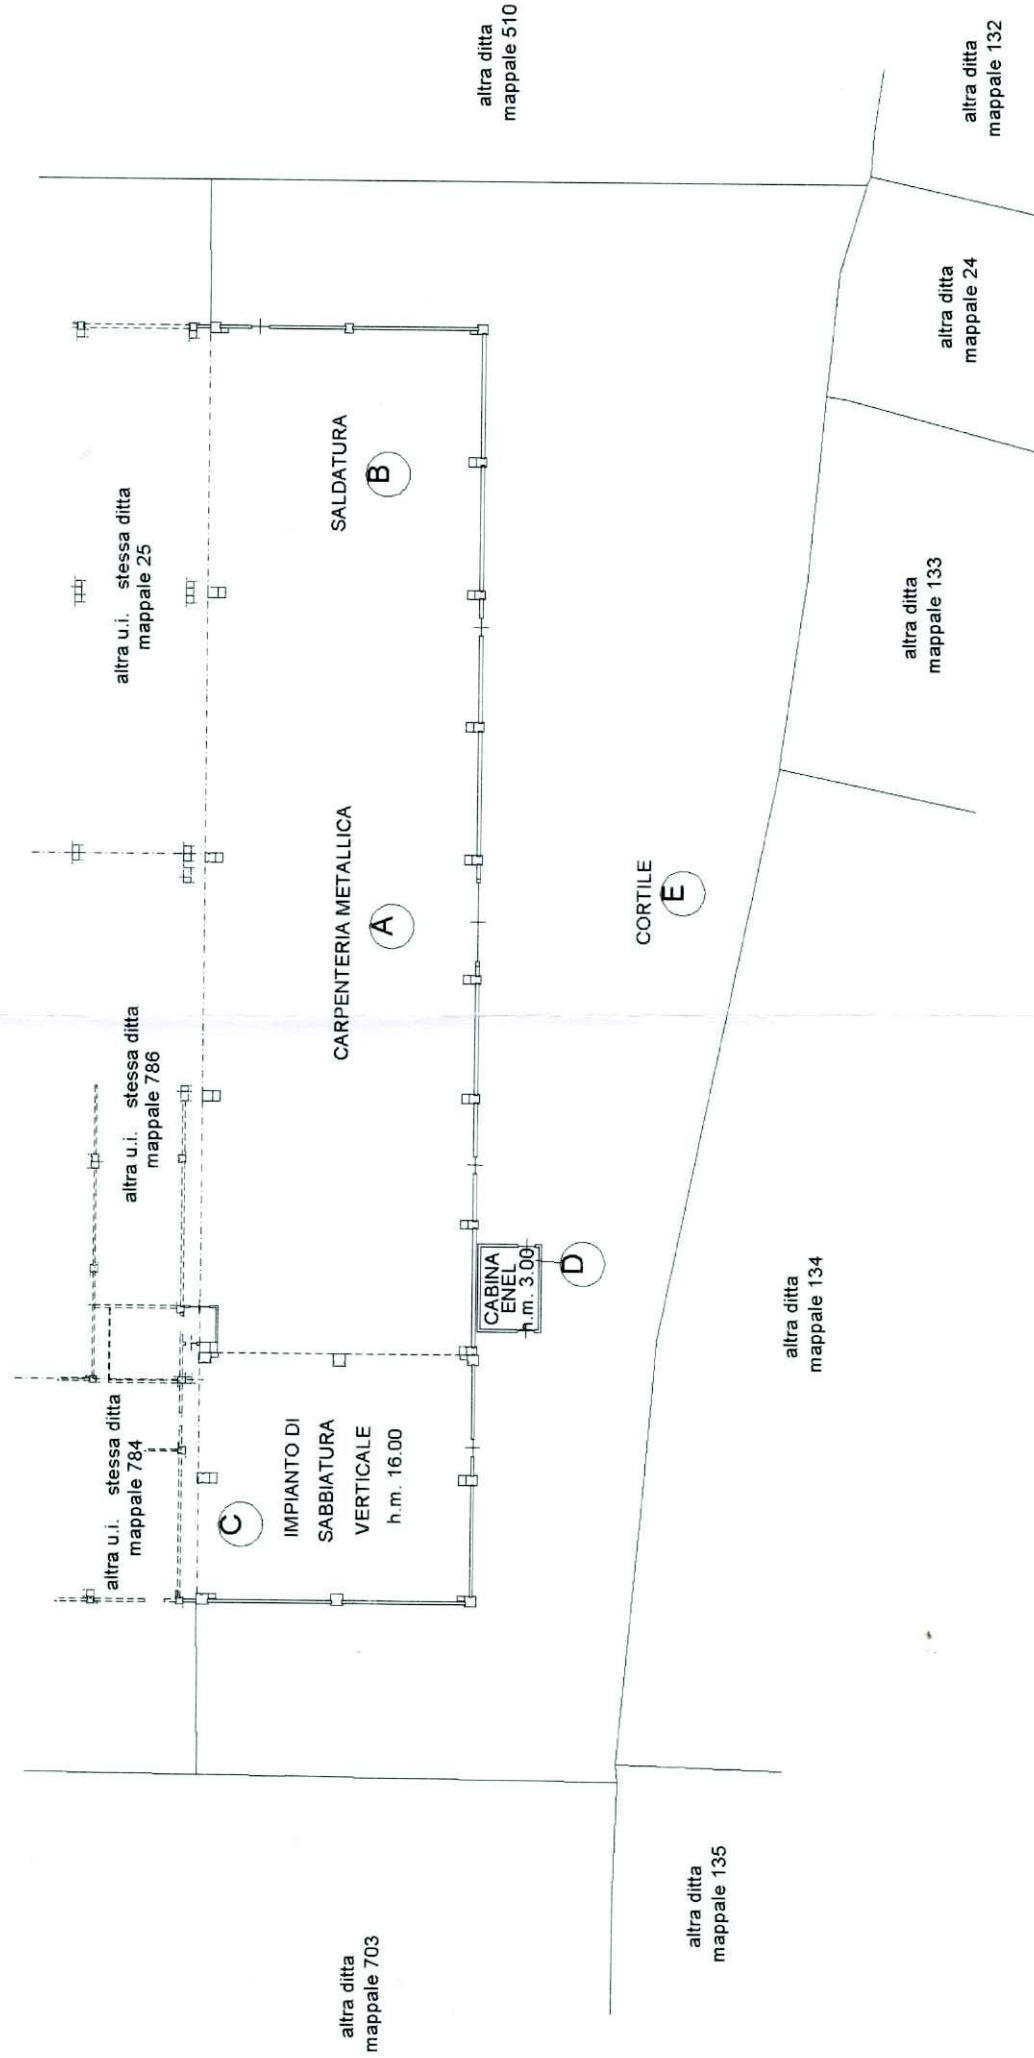 altra u.i. stessa ditta
mappale 784
altra u.i. stessa ditta
mappale 786
altra u.i. stessa ditta
mappale 25
altra ditta
mappale 703
C
IMPIANTO DI
SABBIATURA
VERTICALE
h.m. 16.00
CARPENTERIA METALLICA
A
SALDATURA
B
altra ditta
mappale 510
CABINA
ENEL
h.m. 3.00
D
CORTILE
E
altra ditta
mappale 135
altra ditta
mappale 134
altra ditta
mappale 133
altra ditta
mappale 24
altra ditta
mappale 132